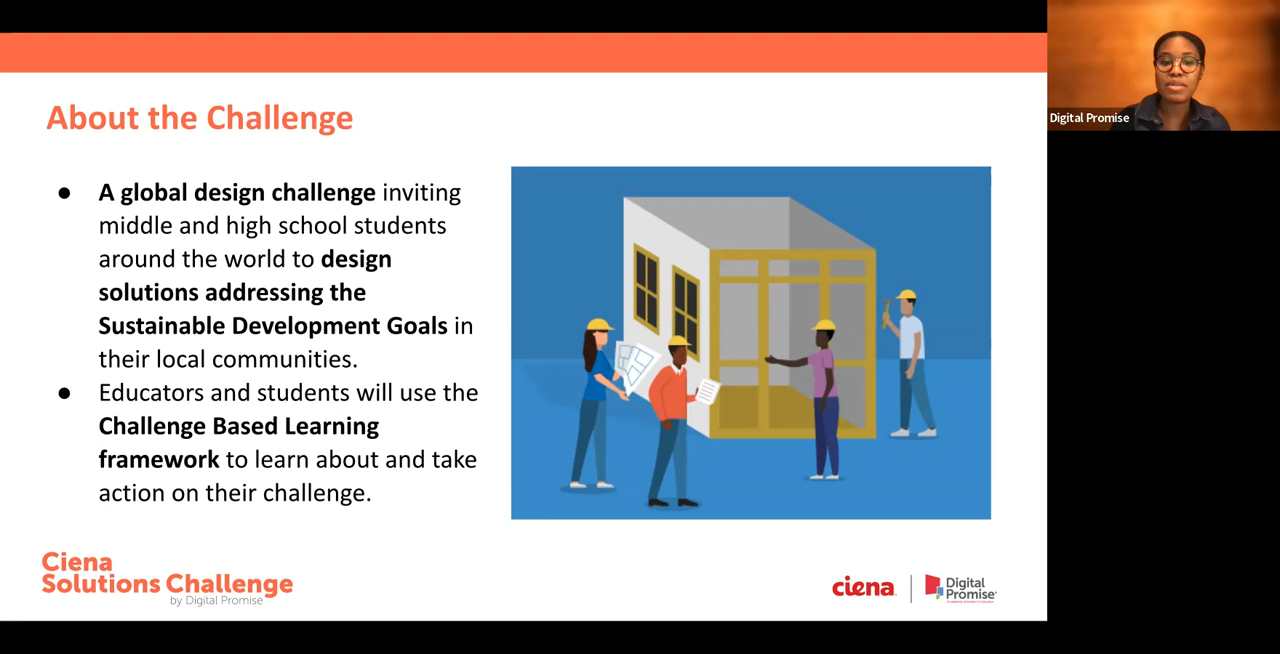 About the Challenge
● A global design challenge inviting
middle and high school students
around the world to design
solutions addressing the
Sustainable Development Goals in
their local communities.
● Educators and students will use the
Challenge Based Learning
framework to learn about and take
action on their challenge.
Ciena
Solutions Challenge
by Digital Promise
ciena
Digital
Promise
Digital Promise